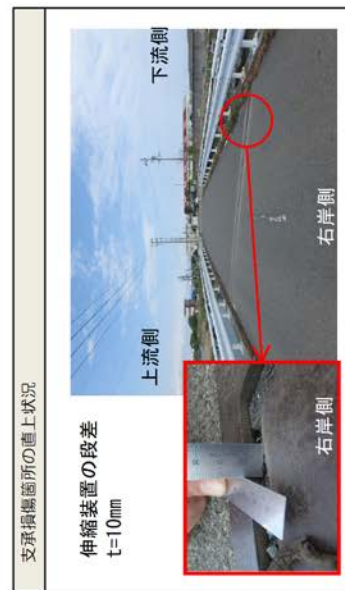 支承損傷箇所の直上状況
伸縮装置の段差
t=10mm
上流側
下流側
右岸側
右岸側